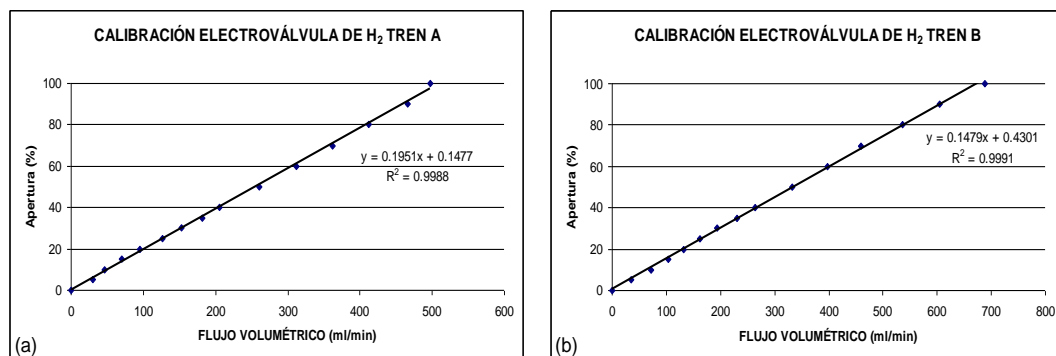 CALIBRACIÓN ELECTROVÁLVULA DE H2 TREN A
100
80
60
40
20
0
Apertura (%)
y = 0.1951x + 0.1477
R2 = 0.9988
0 100 200 300 400 500 600
FLUJO VOLUMÉTRICO (ml/min)
(a)
CALIBRACIÓN ELECTROVÁLVULA DE H2 TREN B
100
80
60
40
20
0
Apertura (%)
y = 0.1479x + 0.4301
R2 = 0.9991
0 100 200 300 400 500 600 700 800
FLUJO VOLUMÉTRICO (ml/min)
(b)